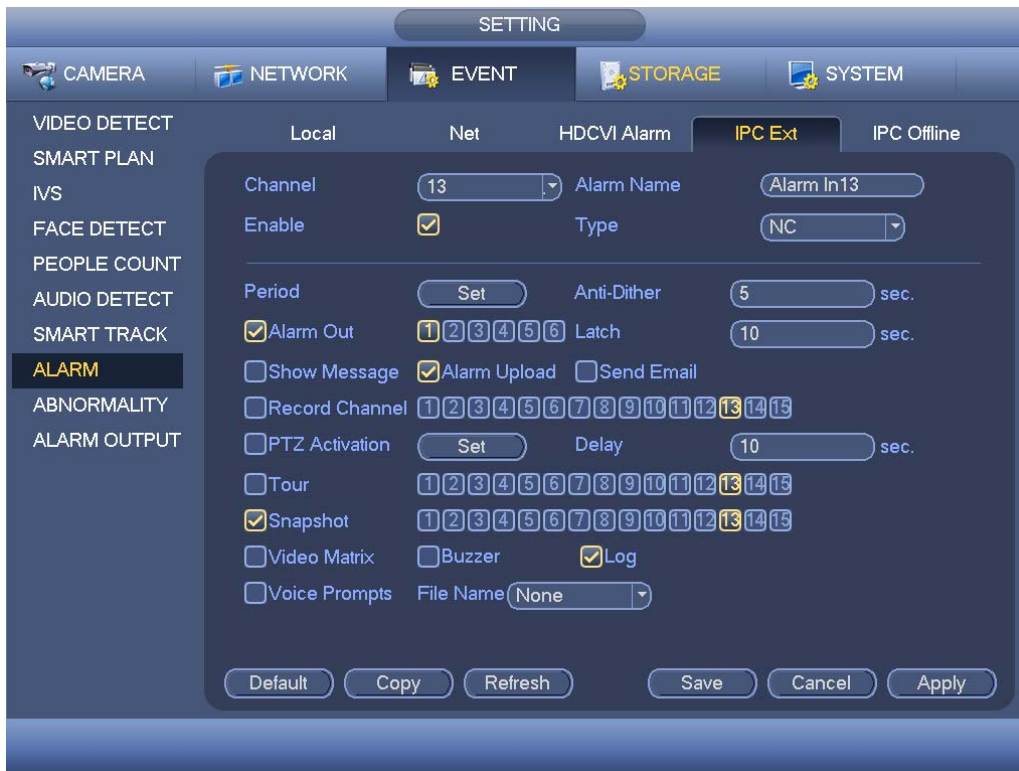 SETTING
CAMERA NETWORK EVENT STORAGE SYSTEM
VIDEO DETECT
SMART PLAN
IVS
FACE DETECT
PEOPLE COUNT
AUDIO DETECT
SMART TRACK
ALARM
ABNORMALITY
ALARM OUTPUT
Local Net HDCVI Alarm IPC Ext IPC Offline
Channel 13 Alarm Name Alarm In13
Enable Type NC
Period Set Anti-Dither 5 sec.
Alarm Out 1 2 3 4 5 6 Latch 10 sec.
Show Message Alarm Upload Send Email
Record Channel 1 2 3 4 5 6 7 8 9 10 11 12 13 14 15
PTZ Activation Set Delay 10 sec.
Tour 1 2 3 4 5 6 7 8 9 10 11 12 13 14 15
Snapshot 1 2 3 4 5 6 7 8 9 10 11 12 13 14 15
Video Matrix Buzzer Log
Voice Prompts File Name None
Default Copy Refresh Save Cancel Apply